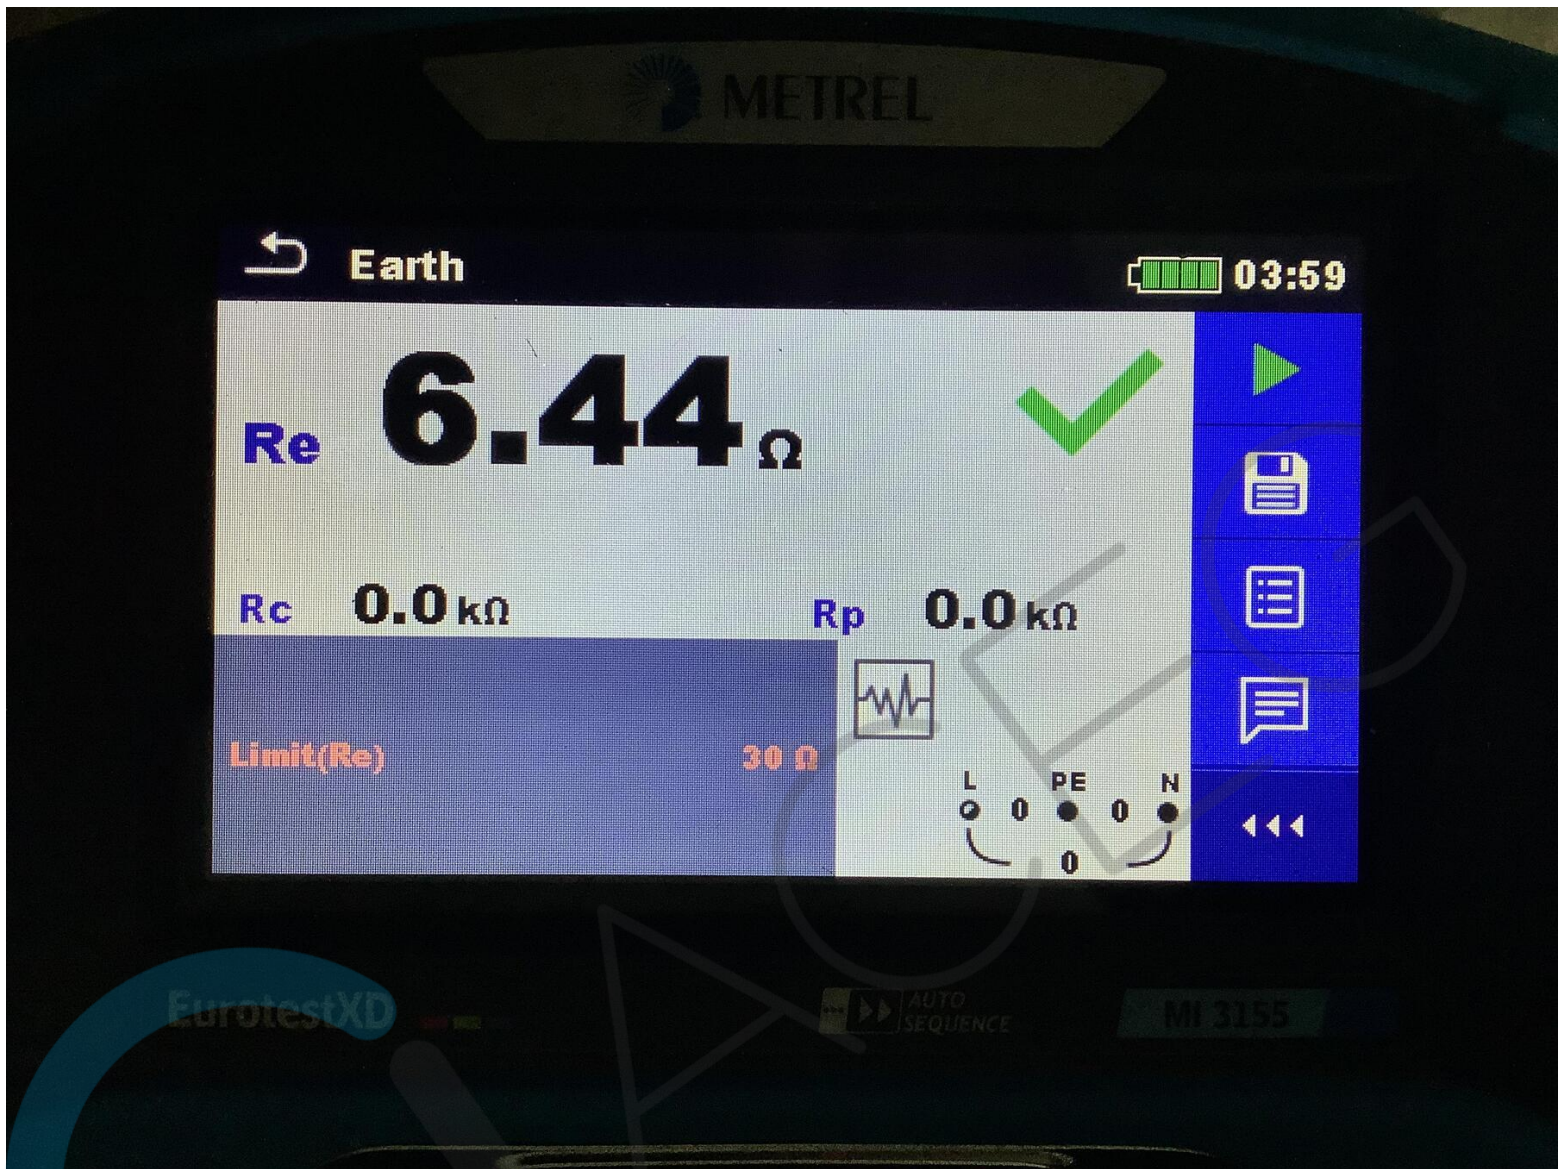 METREL
Earth 03:59
Re 6.44 Ω
Rc 0.0 kΩ Rp 0.0 kΩ
Limit(Re) 30 Ω
L PE N
0 0
0
EurotestXD
AUTO
SEQUENCE
MI 3155